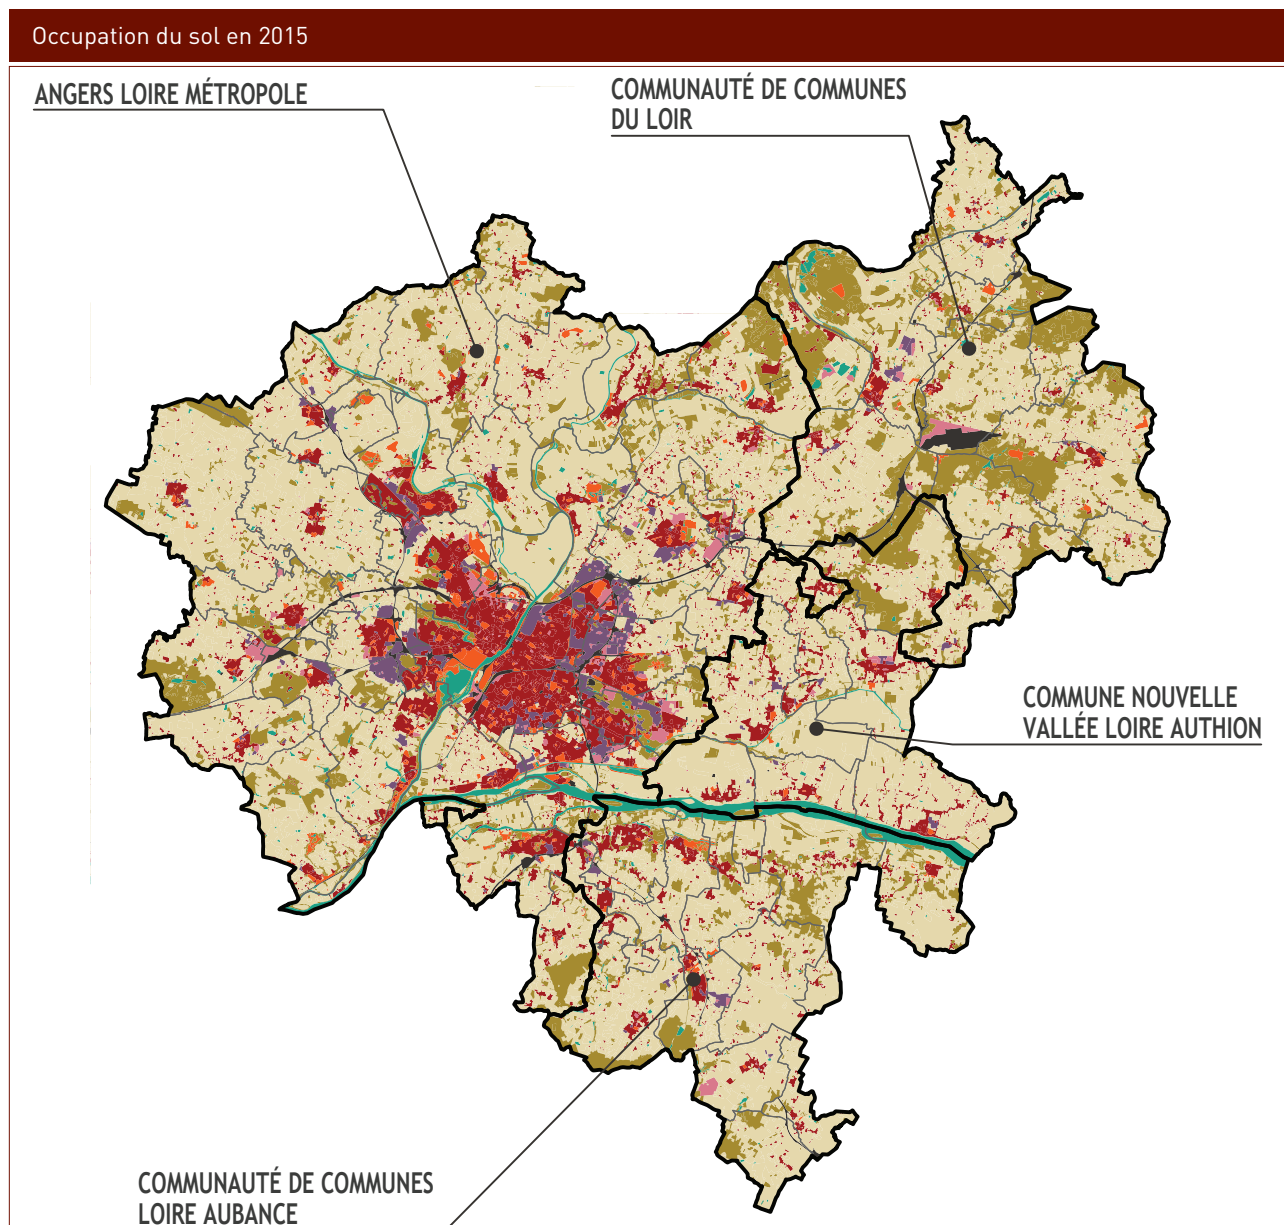 Occupation du sol en 2015
ANGERS LOIRE MÉTROPOLE
COMMUNAUTÉ DE COMMUNES
DU LOIR
COMMUNE NOUVELLE
VALLÉE LOIRE AUTHION
COMMUNAUTÉ DE COMMUNES
LOIRE AUBANCE